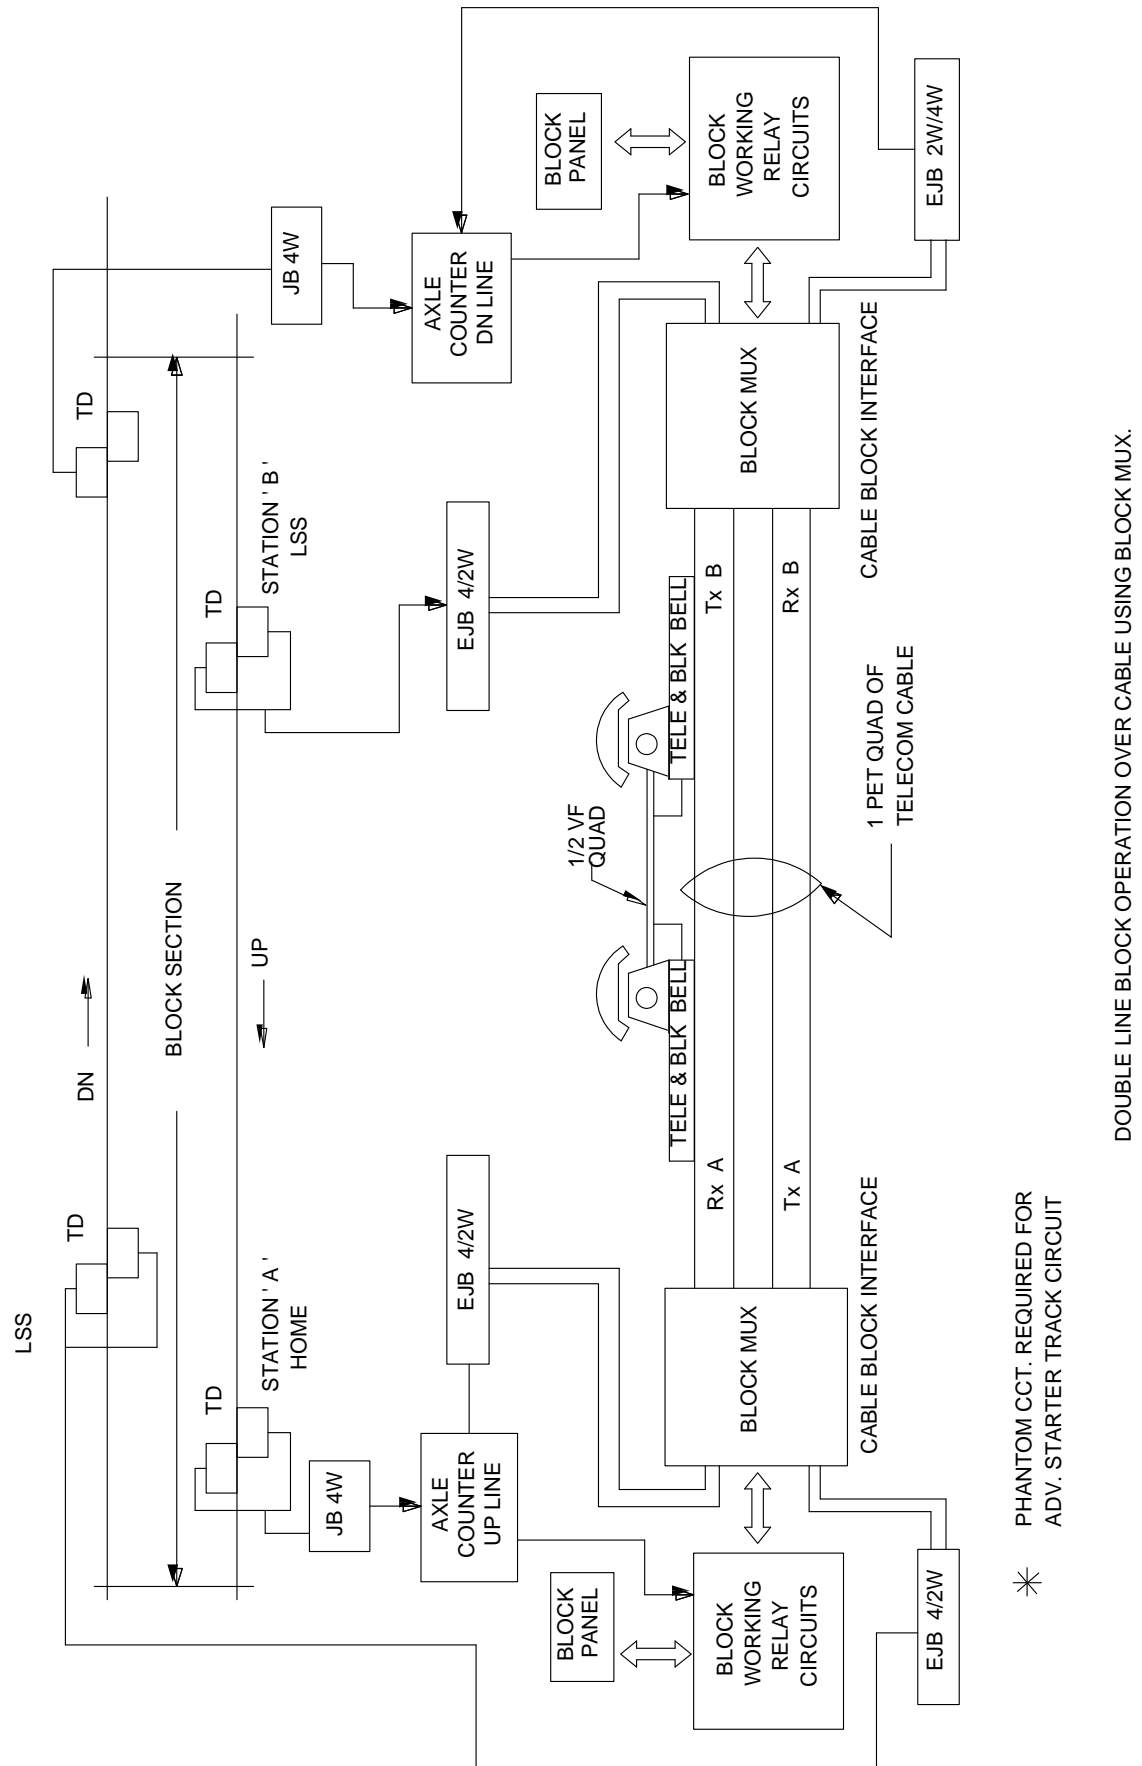 LSS
TD
DN
TD
BLOCK SECTION
UP
TD
STATION ' A '
HOME
TD
STATION ' B '
LSS
JB 4W
JB 4W
AXLE
COUNTER
UP LINE
EJB 4/2W
EJB 4/2W
AXLE
COUNTER
DN LINE
BLOCK
PANEL
1/2 VF
QUAD
BLOCK
PANEL
TELE & BLK BELL
TELE & BLK BELL
BLOCK
WORKING
RELAY
CIRCUITS
BLOCK MUX
Rx A
Tx A
Tx B
Rx B
BLOCK MUX
BLOCK
WORKING
RELAY
CIRCUITS
CABLE BLOCK INTERFACE
1 PET QUAD OF
TELECOM CABLE
CABLE BLOCK INTERFACE
EJB 4/2W
EJB 2W/4W
PHANTOM CCT. REQUIRED FOR
ADV. STARTER TRACK CIRCUIT
DOUBLE LINE BLOCK OPERATION OVER CABLE USING BLOCK MUX.